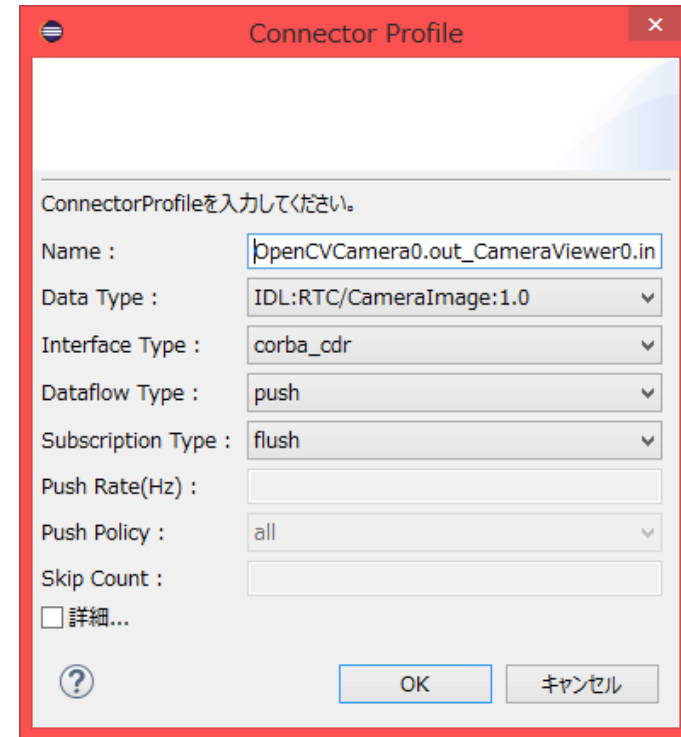 Connector Profile
ConnectorProfileを入力してください。
Name : OpenCVCamera0.out_CameraViewer0.in
Data Type : IDL:RTC/CameraImage:1.0
Interface Type : corba_cdr
Dataflow Type : push
Subscription Type : flush
Push Rate(Hz) :
Push Policy : all
Skip Count :
詳細...
OK キャンセル